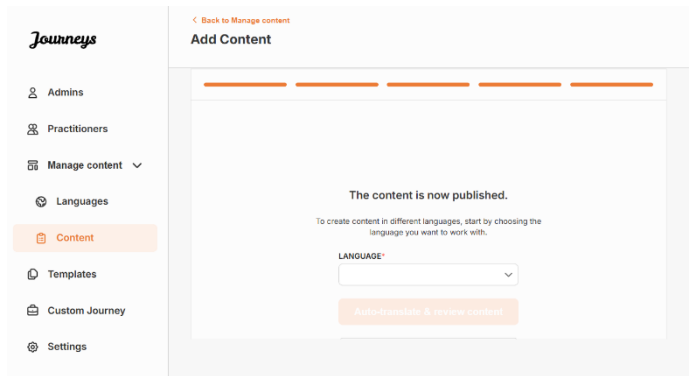 Journeys
Admins
Practitioners
Manage content
Languages
Content
Templates
Custom Journey
Settings
< Back to Manage content
Add Content
The content is now published.
To create content in different languages, start by choosing the
language you want to work with.
LANGUAGE*
Auto-translate & review content